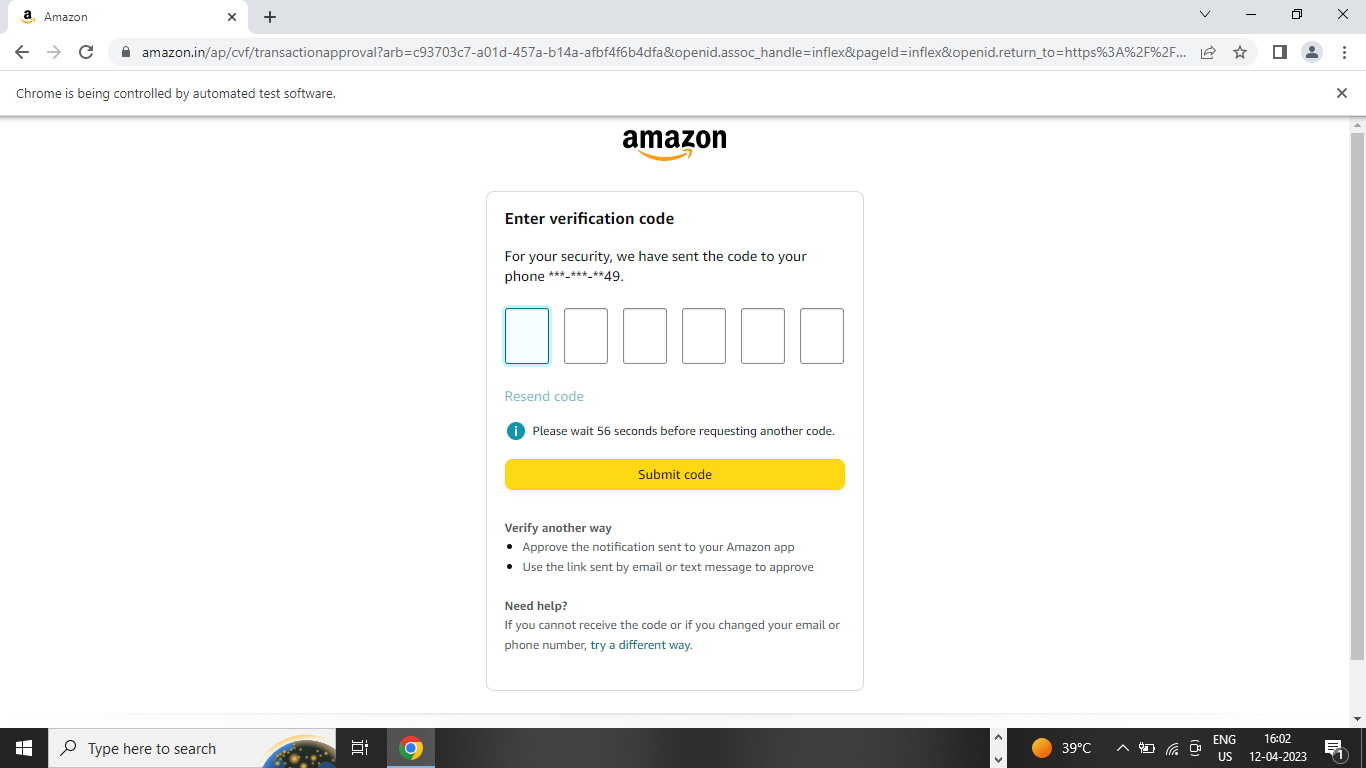 Amazon
amazon.in/ap/cvf/transactionapproval?arb=c93703c7-a01d-457a-b14a-afbf4f6b4dfa&openid.assoc_handle=inflex&pageId=inflex&openid.return_to=https%3A%2F%2F...
Chrome is being controlled by automated test software.
amazon
Enter verification code
For your security, we have sent the code to your
phone ***-***-**49.
Resend code
Please wait 56 seconds before requesting another code.
Submit code
Verify another way
Approve the notification sent to your Amazon app
Use the link sent by email or text message to approve
Need help?
If you cannot receive the code or if you changed your email or
phone number, try a different way.
Type here to search
39°C
ENG
US
16:02
12-04-2023
1